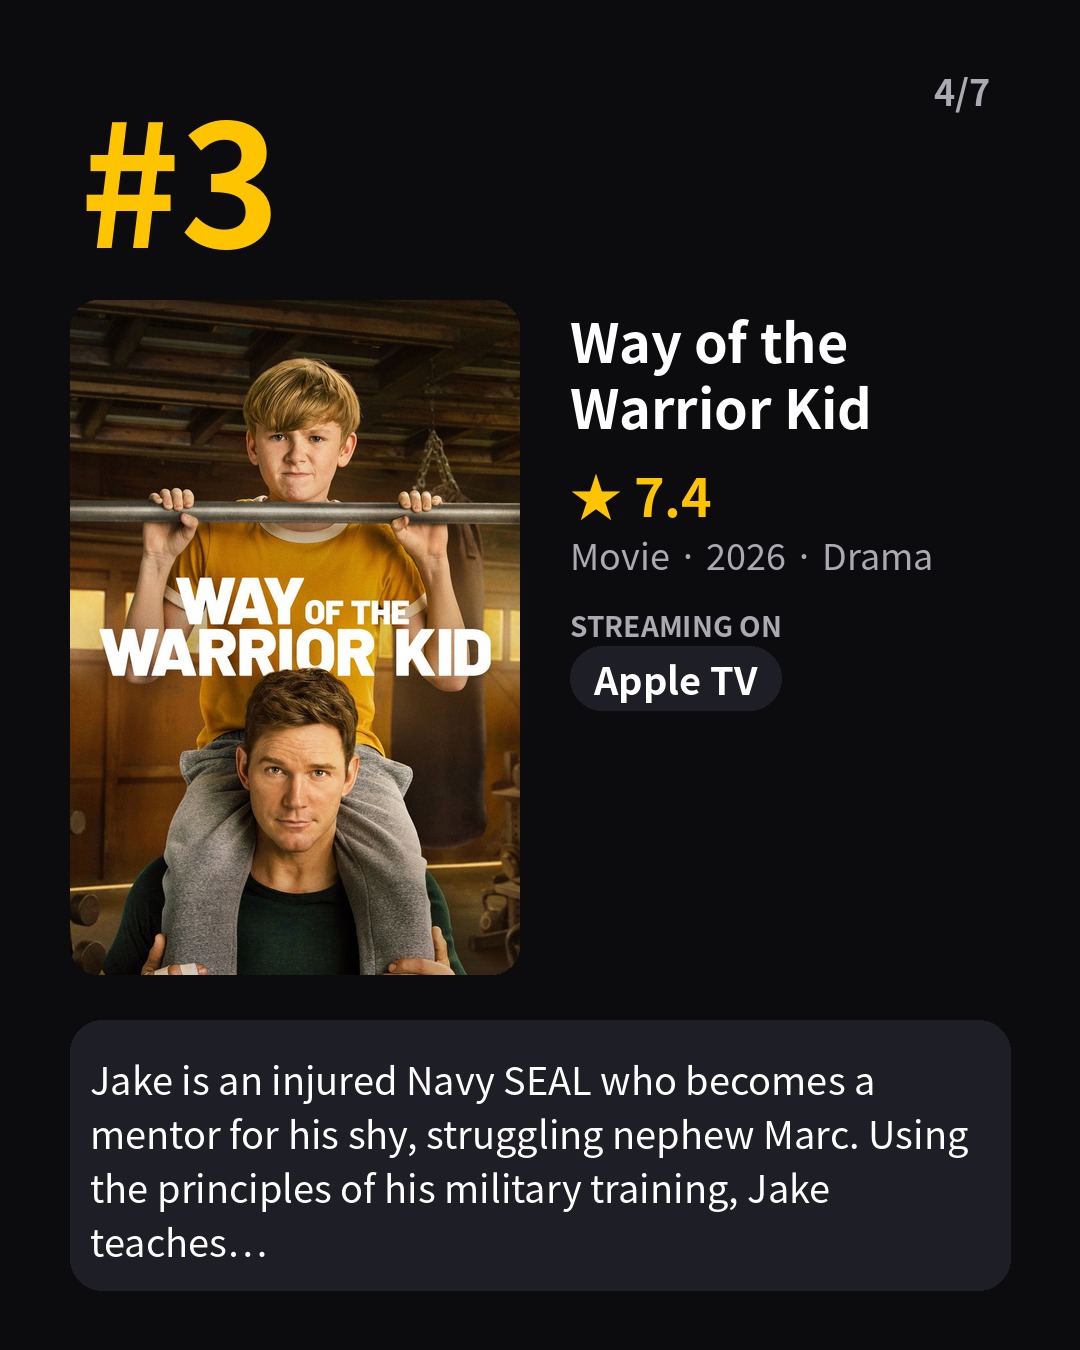 4/7
#3
WAY OF THE
WARRIOR KID
Way of the
Warrior Kid
★ 7.4
Movie · 2026 · Drama
STREAMING ON
Apple TV
Jake is an injured Navy SEAL who becomes a
mentor for his shy, struggling nephew Marc. Using
the principles of his military training, Jake
teaches…